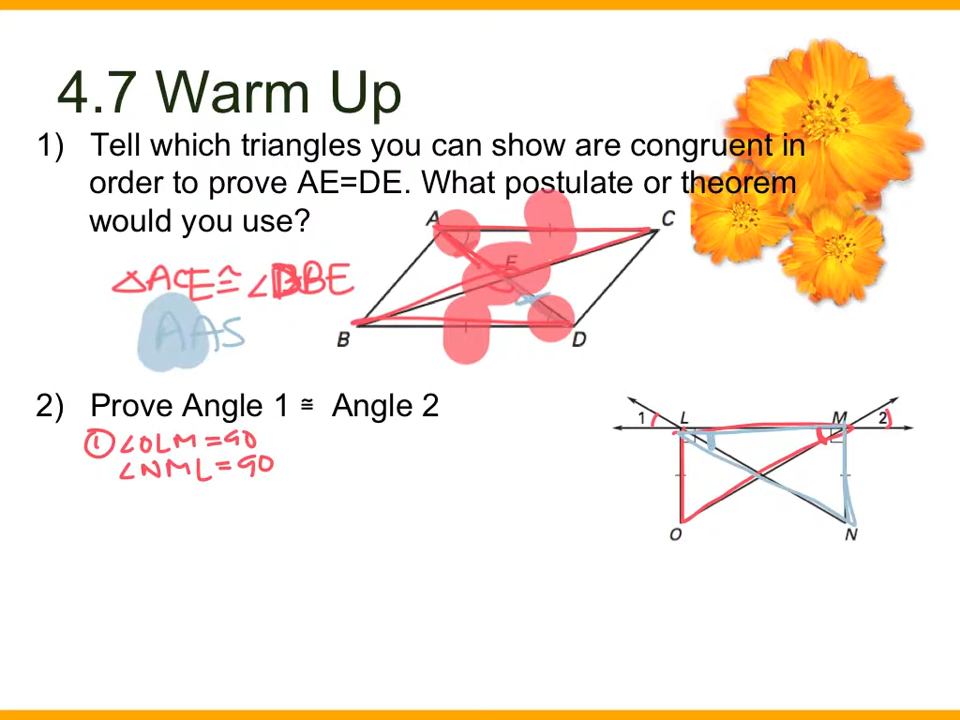 4.7 Warm Up
1) Tell which triangles you can show are congruent in
order to prove AE=DE. What postulate or theorem
would you use?
A
C
E
△ACE≅∠DBE
AAS
B
D
2) Prove Angle 1 ≅ Angle 2
1
L
M
2
① ∠OLM=90
∠NML=90
O
N